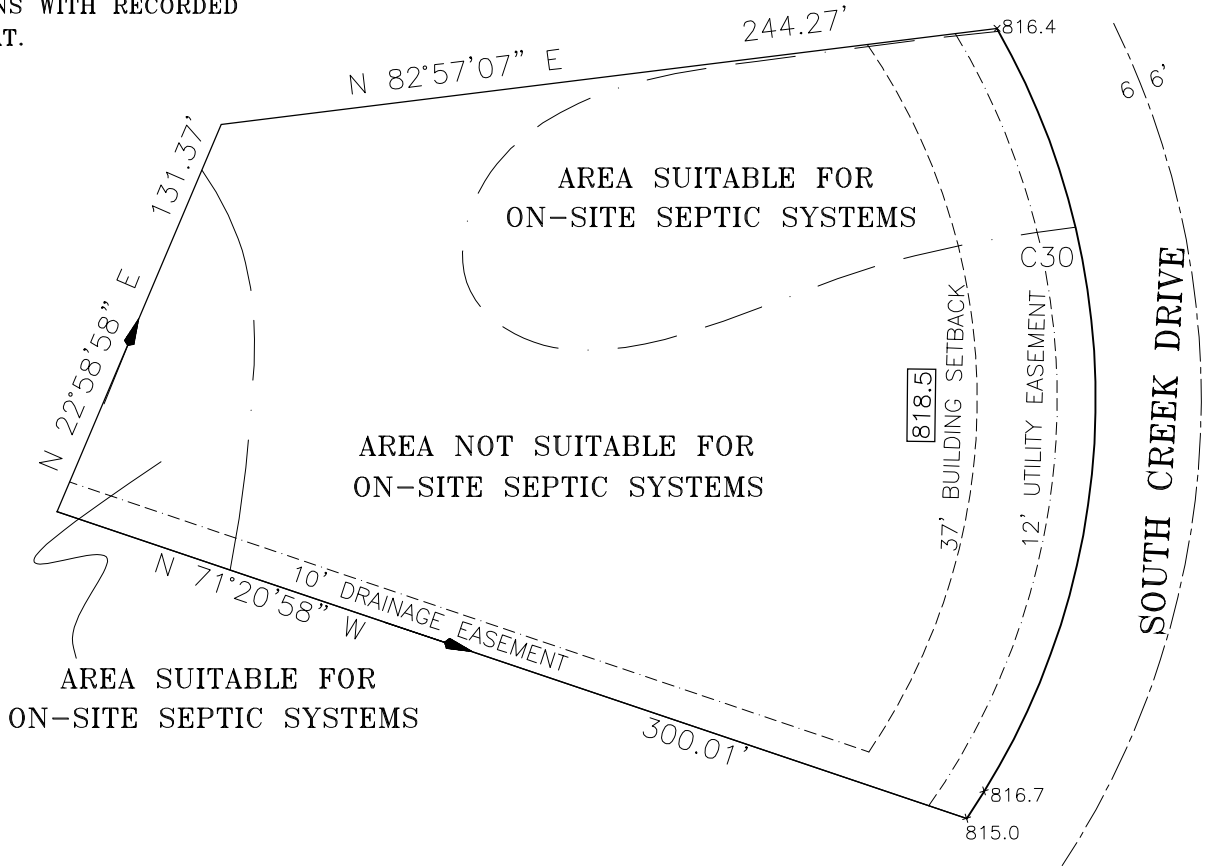 NS WITH RECORDED
AT.
N 82°57'07" E
244.27'
816.4
6 6'
131.37'
N 22°58'58" E
AREA SUITABLE FOR
ON-SITE SEPTIC SYSTEMS
C30
SOUTH CREEK DRIVE
818.5
37' BUILDING SETBACK
12' UTILITY EASEMENT
AREA NOT SUITABLE FOR
ON-SITE SEPTIC SYSTEMS
N 71°20'58" W
10' DRAINAGE EASEMENT
300.01'
AREA SUITABLE FOR
ON-SITE SEPTIC SYSTEMS
816.7
815.0